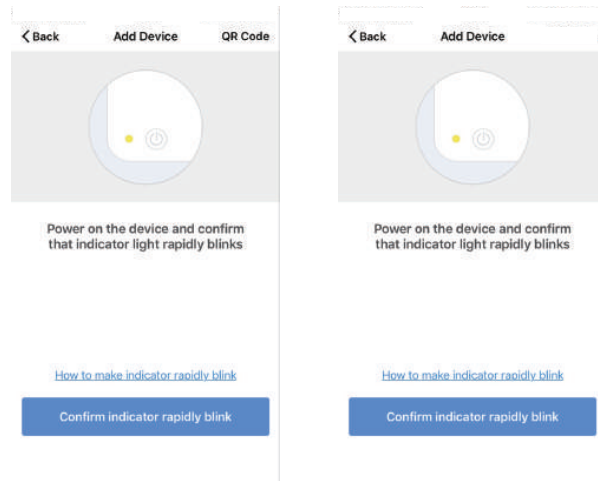 Back Add Device QR Code
Power on the device and confirm
that indicator light rapidly blinks
How to make indicator rapidly blink
Confirm indicator rapidly blink
Back Add Device
Power on the device and confirm
that indicator light rapidly blinks
How to make indicator rapidly blink
Confirm indicator rapidly blink